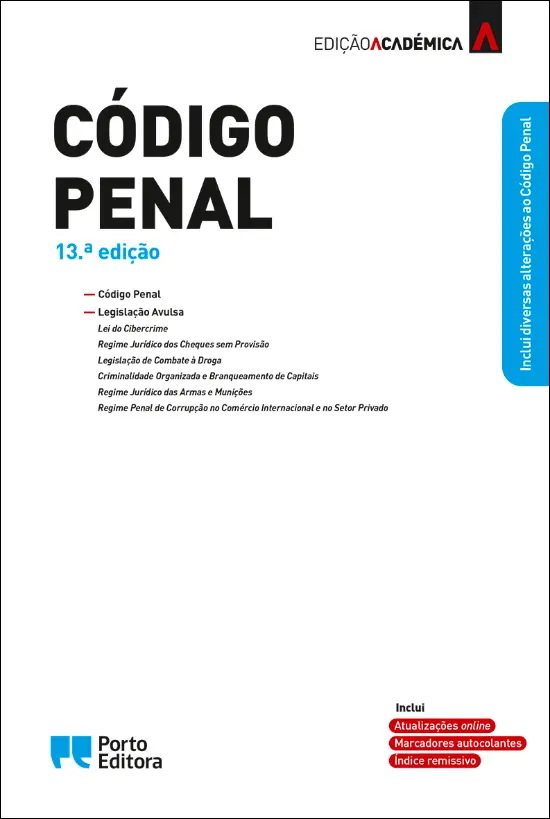 EDIÇÃOACADÉMICA
CÓDIGO
PENAL
13.ª edição
— Código Penal
— Legislação Avulsa
Lei do Cibercrime
Regime Jurídico dos Cheques sem Provisão
Legislação de Combate à Droga
Criminalidade Organizada e Branqueamento de Capitais
Regime Jurídico das Armas e Munições
Regime Penal de Corrupção no Comércio Internacional e no Setor Privado
Inclui diversas alterações ao Código Penal
Inclui
Atualizações online
Marcadores autocolantes
Índice remissivo
Porto
Editora